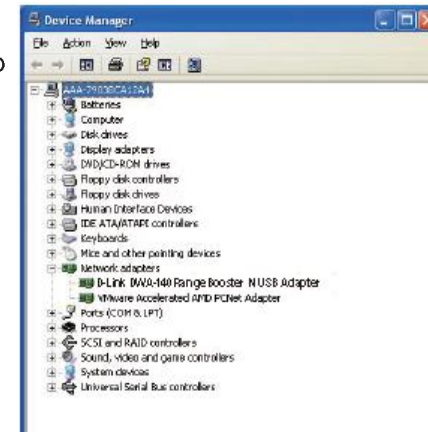 Device Manager
File Action View Help
Batteries
Computer
Disk drives
Display adapters
DVD/CD-ROM drives
Floppy disk controllers
Floppy disk drives
Human Interface Devices
IDE ATA/ATAPI controllers
Keyboards
Mice and other pointing devices
Network adapters
D-Link DWA-140 Range Booster N USB Adapter
VMware Accelerated AMD PCNet Adapter
Ports (COM & LPT)
Processors
SCSI and RAID controllers
Sound, video and game controllers
System devices
Universal Serial Bus controllers